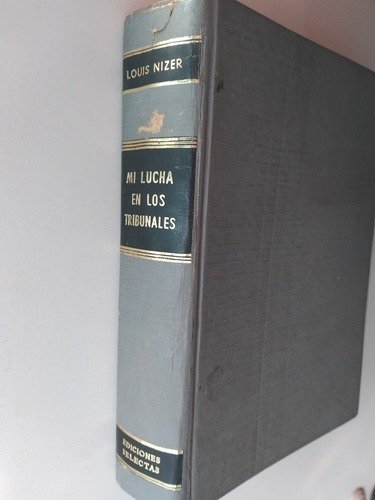 LOUIS NIZER
MI LUCHA
EN LOS
TRIBUNALES
EDICIONES
SELECTAS